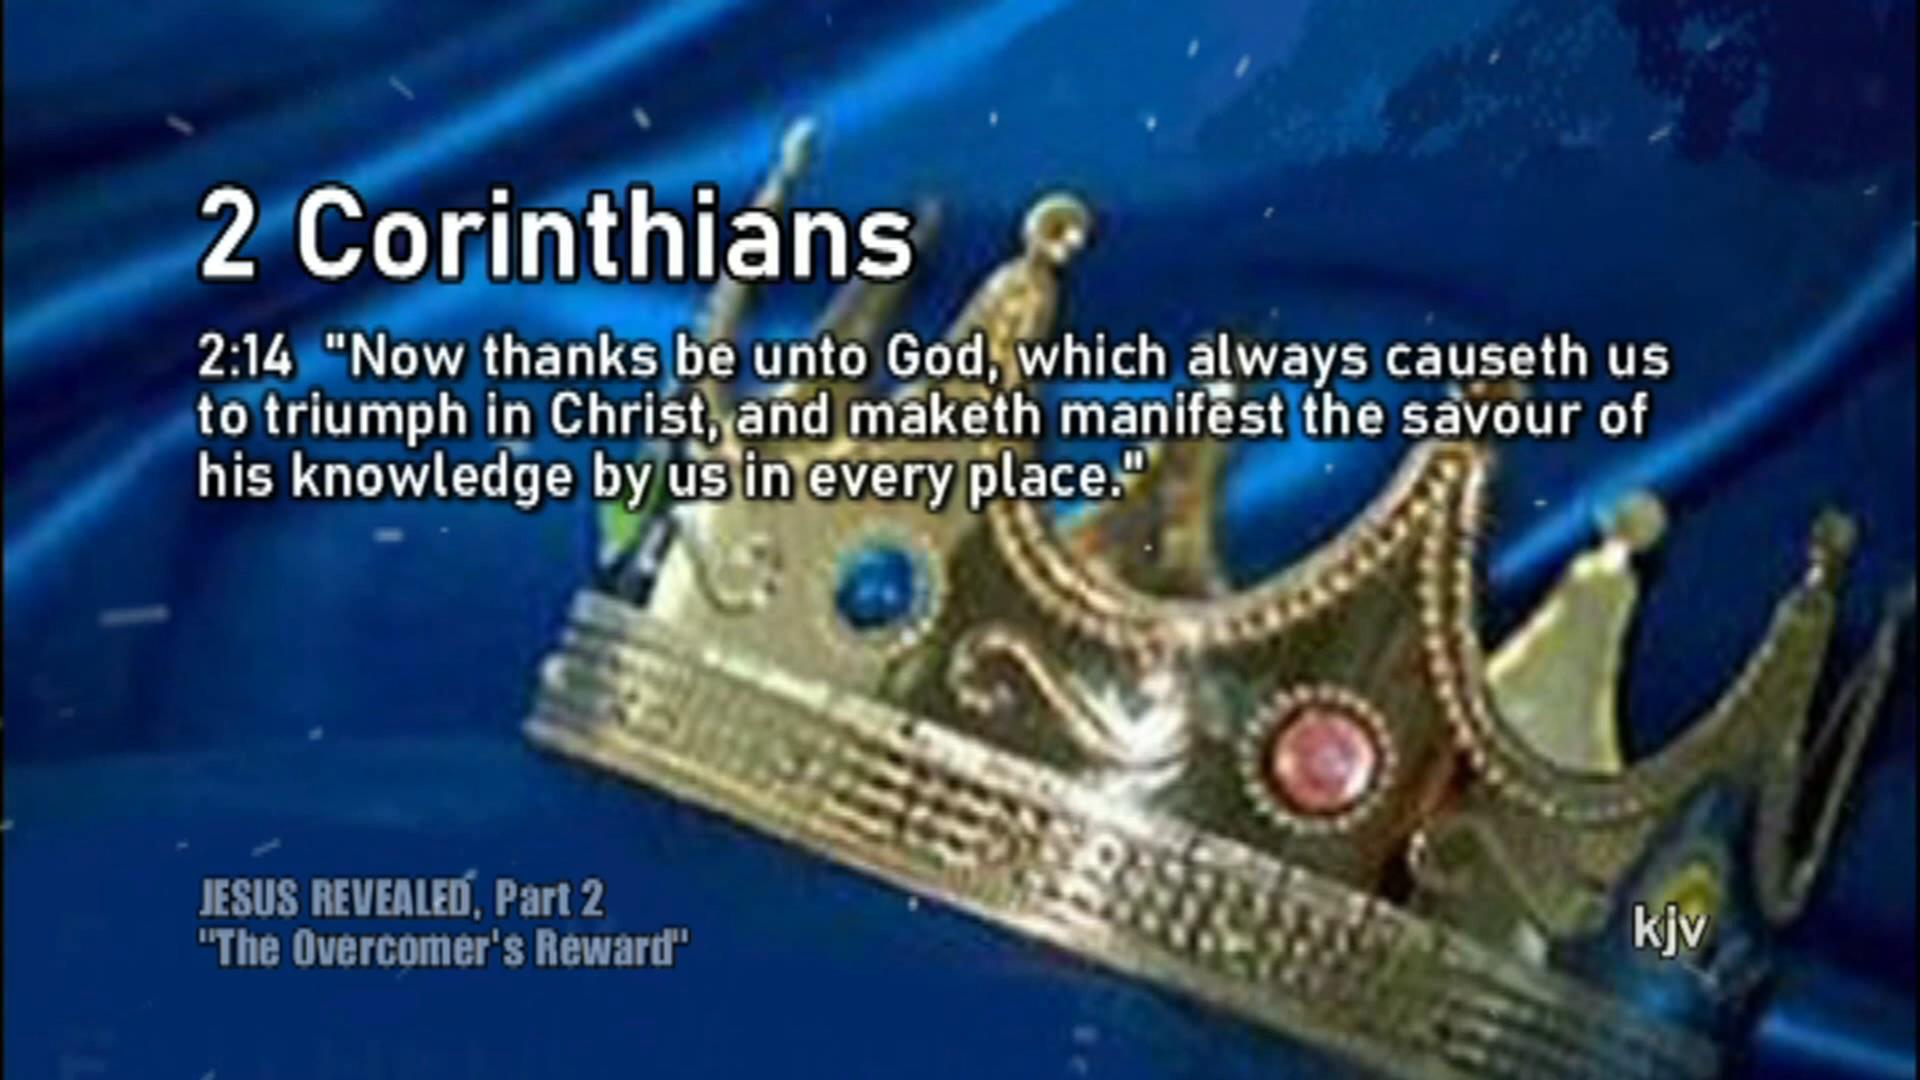 2 Corinthians
2:14 "Now thanks be unto God, which always causeth us
to triumph in Christ, and maketh manifest the savour of
his knowledge by us in every place."
JESUS REVEALED, Part 2
"The Overcomer's Reward"
kjv